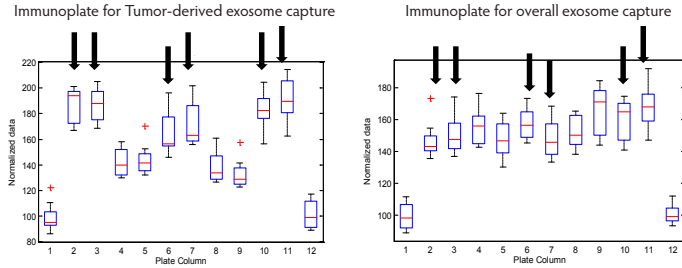 Immunoplate for Tumor-derived exosome capture
Normalized data
220
200
180
160
140
120
100
80
1 2 3 4 5 6 7 8 9 10 11 12
Plate Column
Immunoplate for overall exosome capture
Normalized data
180
160
140
120
100
1 2 3 4 5 6 7 8 9 10 11 12
Plate Column